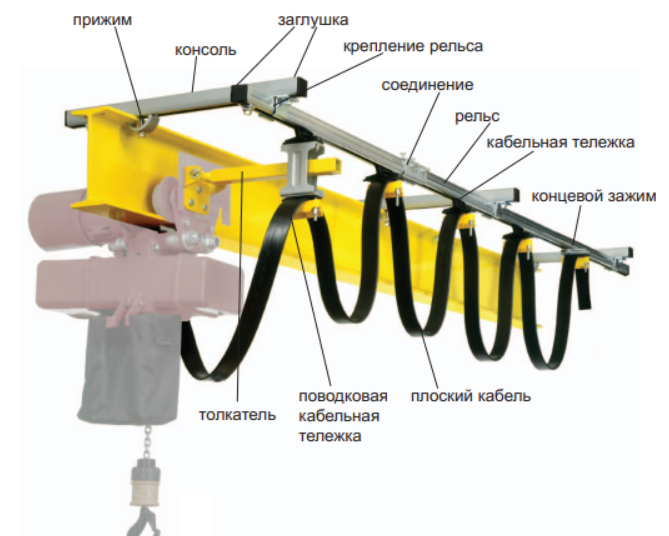 прижим
заглушка
консоль
крепление рельса
соединение
рельс
кабельная тележка
концевой зажим
толкатель
поводковая
кабельная
тележка
плоский кабель